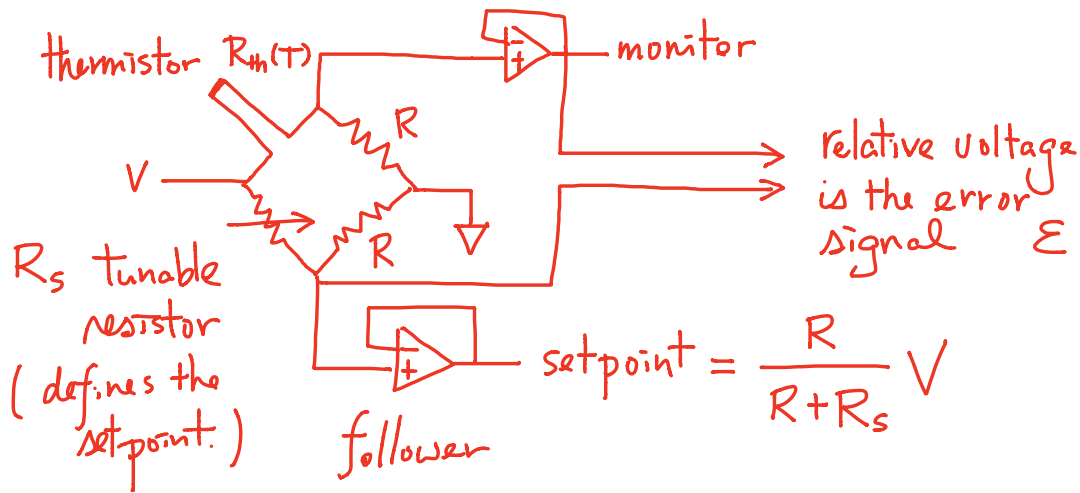 thermistor R_th(T)
monitor
R
V
relative voltage
is the error
signal ε
R
R_s tunable
resistor
(defines the
setpoint.)
- +
- +
setpoint = R / (R + R_s) V
follower